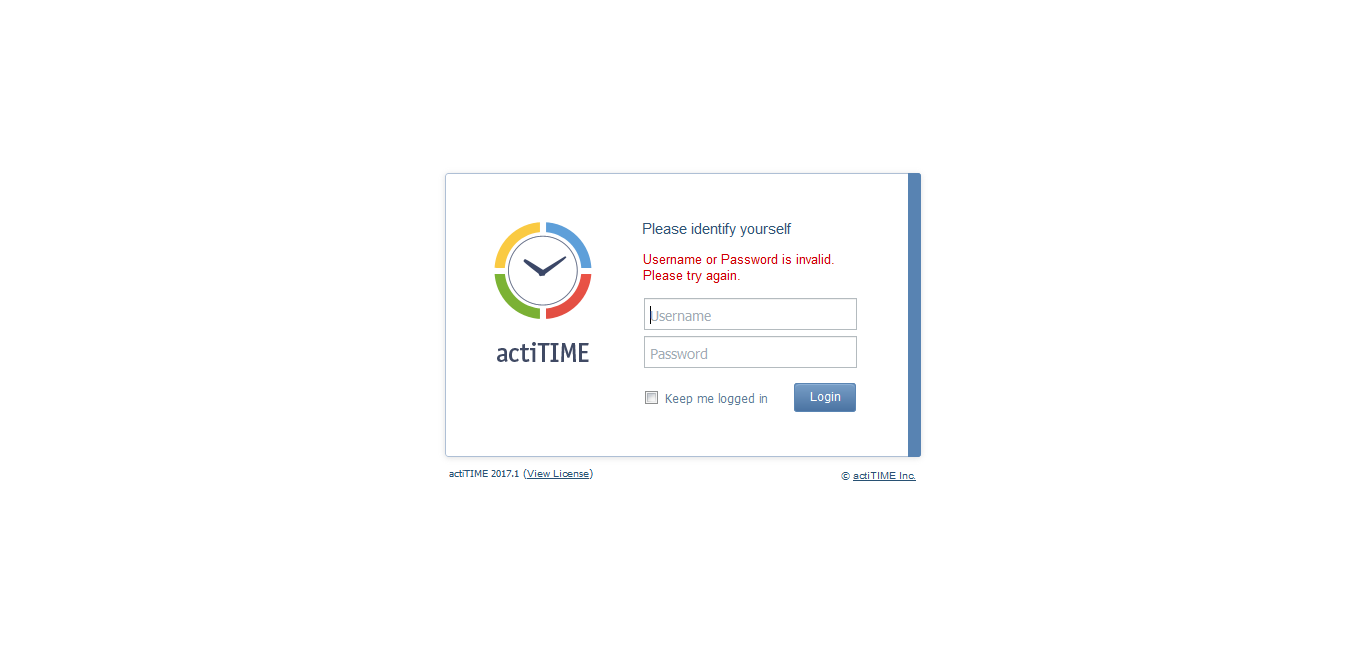 Please identify yourself
Username or Password is invalid.
Please try again.
Username
Password
actiTIME
Keep me logged in
Login
actiTIME 2017.1 (View License)
© actiTIME Inc.